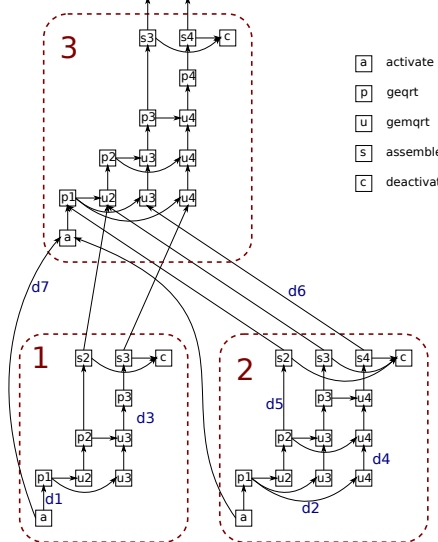 s3 s4 c
3
p4
a activate
p3 u4
p geqrt
p2 u3 u4
u gemqrt
s assemble
p1 u2 u3 u4
c deactivat
a
d7
d6
1
s2 s3 c
2
s2 s3 s4 c
p3
d3
d5
p3 u4
p2 u3
p2 u3 u4
d4
p1 u2 u3
p1 u2 u3 u4
d1
d2
a
a